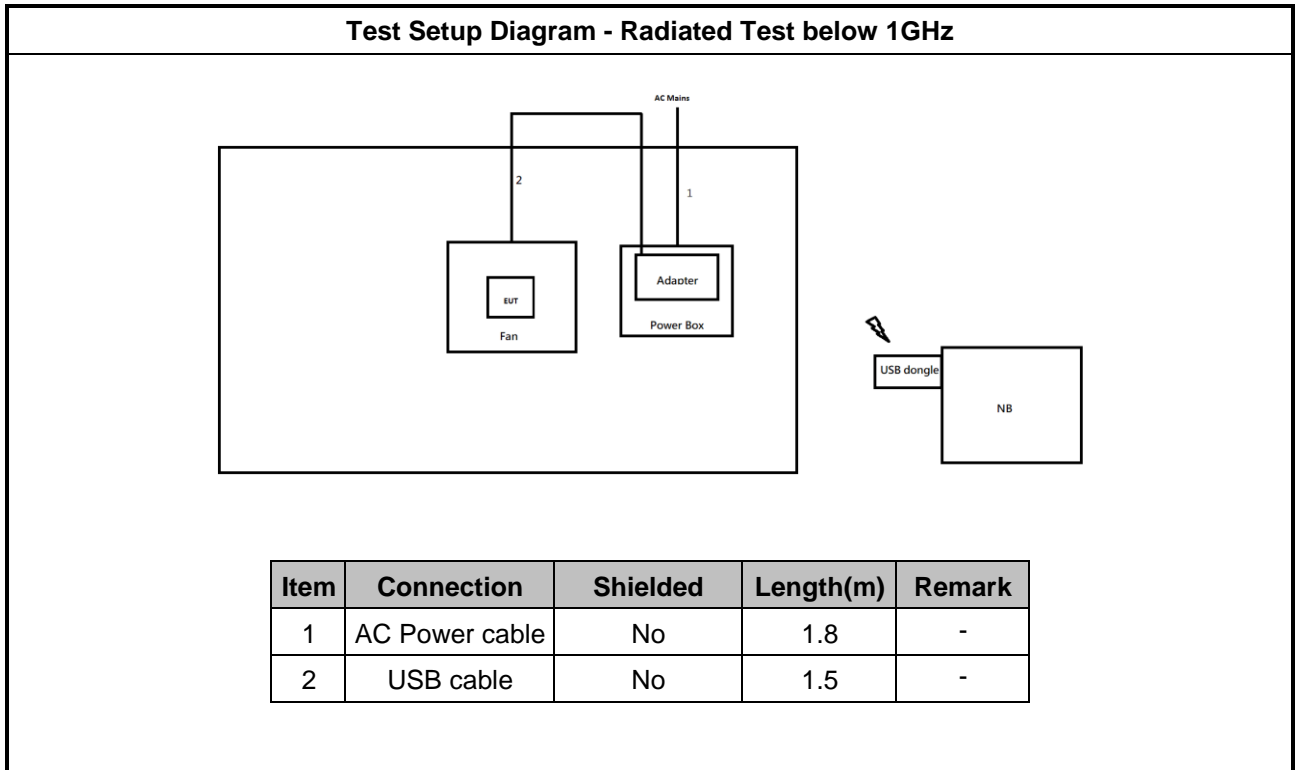 Test Setup Diagram - Radiated Test below 1GHz
AC Mains
2
1
Adapter
EUT
Fan
Power Box
USB dongle
NB
Item Connection Shielded Length(m) Remark
1 AC Power cable No 1.8 -
2 USB cable No 1.5 -